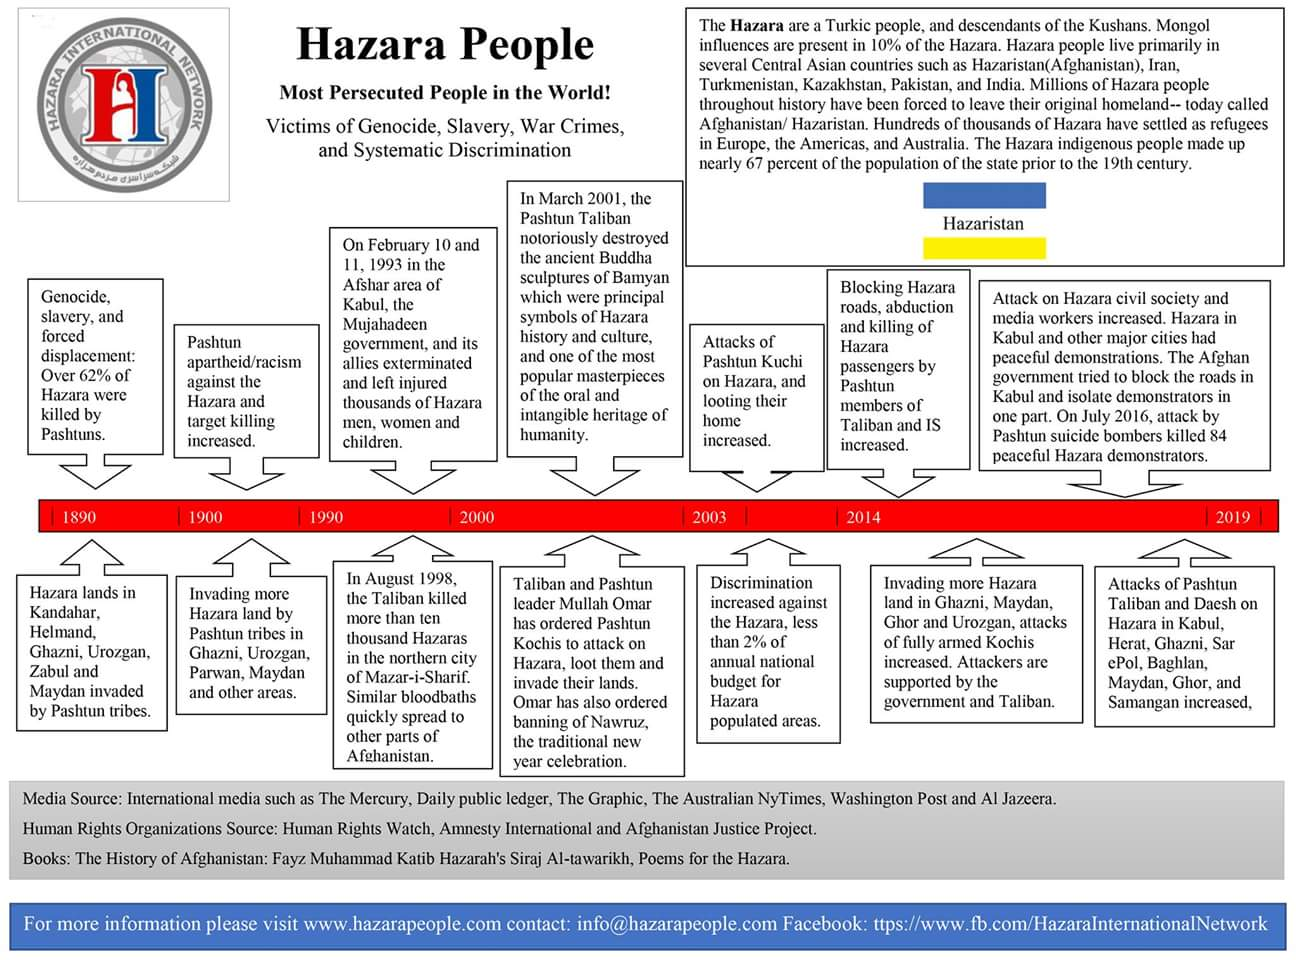 HAZARA INTERNATIONAL NETWORK
شبکه سراسری مردم هزاره
Hazara People
Most Persecuted People in the World!
Victims of Genocide, Slavery, War Crimes,
and Systematic Discrimination
The Hazara are a Turkic people, and descendants of the Kushans. Mongol
influences are present in 10% of the Hazara. Hazara people live primarily in
several Central Asian countries such as Hazaristan(Afghanistan), Iran,
Turkmenistan, Kazakhstan, Pakistan, and India. Millions of Hazara people
throughout history have been forced to leave their original homeland-- today called
Afghanistan/ Hazaristan. Hundreds of thousands of Hazara have settled as refugees
in Europe, the Americas, and Australia. The Hazara indigenous people made up
nearly 67 percent of the population of the state prior to the 19th century.
Hazaristan
Genocide,
slavery, and
forced
displacement:
Over 62% of
Hazara were
killed by
Pashtuns.
Pashtun
apartheid/racism
against the
Hazara and
target killing
increased.
On February 10 and
11, 1993 in the
Afshar area of
Kabul, the
Mujahadeen
government, and its
allies exterminated
and left injured
thousands of Hazara
men, women and
children.
In March 2001, the
Pashtun Taliban
notoriously destroyed
the ancient Buddha
sculptures of Bamyan
which were principal
symbols of Hazara
history and culture,
and one of the most
popular masterpieces
of the oral and
intangible heritage of
humanity.
Attacks of
Pashtun Kuchi
on Hazara, and
looting their
home
increased.
Blocking Hazara
roads, abduction
and killing of
Hazara
passengers by
Pashtun
members of
Taliban and IS
increased.
Attack on Hazara civil society and
media workers increased. Hazara in
Kabul and other major cities had
peaceful demonstrations. The Afghan
government tried to block the roads in
Kabul and isolate demonstrators in
one part. On July 2016, attack by
Pashtun suicide bombers killed 84
peaceful Hazara demonstrators.
1890 1900 1990 2000 2003 2014 2019
Hazara lands in
Kandahar,
Helmand,
Ghazni, Urozgan,
Zabul and
Maydan invaded
by Pashtun tribes.
Invading more
Hazara land by
Pashtun tribes in
Ghazni, Urozgan,
Parwan, Maydan
and other areas.
In August 1998,
the Taliban killed
more than ten
thousand Hazaras
in the northern city
of Mazar-i-Sharif.
Similar bloodbaths
quickly spread to
other parts of
Afghanistan.
Taliban and Pashtun
leader Mullah Omar
has ordered Pashtun
Kochis to attack on
Hazara, loot them and
invade their lands.
Omar has also ordered
banning of Nawruz,
the traditional new
year celebration.
Discrimination
increased against
the Hazara, less
than 2% of
annual national
budget for
Hazara
populated areas.
Invading more Hazara
land in Ghazni, Maydan,
Ghor and Urozgan, attacks
of fully armed Kochis
increased. Attackers are
supported by the
government and Taliban.
Attacks of Pashtun
Taliban and Daesh on
Hazara in Kabul,
Herat, Ghazni, Sar
ePol, Baghlan,
Maydan, Ghor, and
Samangan increased,
Media Source: International media such as The Mercury, Daily public ledger, The Graphic, The Australian NyTimes, Washington Post and Al Jazeera.
Human Rights Organizations Source: Human Rights Watch, Amnesty International and Afghanistan Justice Project.
Books: The History of Afghanistan: Fayz Muhammad Katib Hazarah's Siraj Al-tawarikh, Poems for the Hazara.
For more information please visit www.hazarapeople.com contact: info@hazarapeople.com Facebook: ttps://www.fb.com/HazaraInternationalNetwork